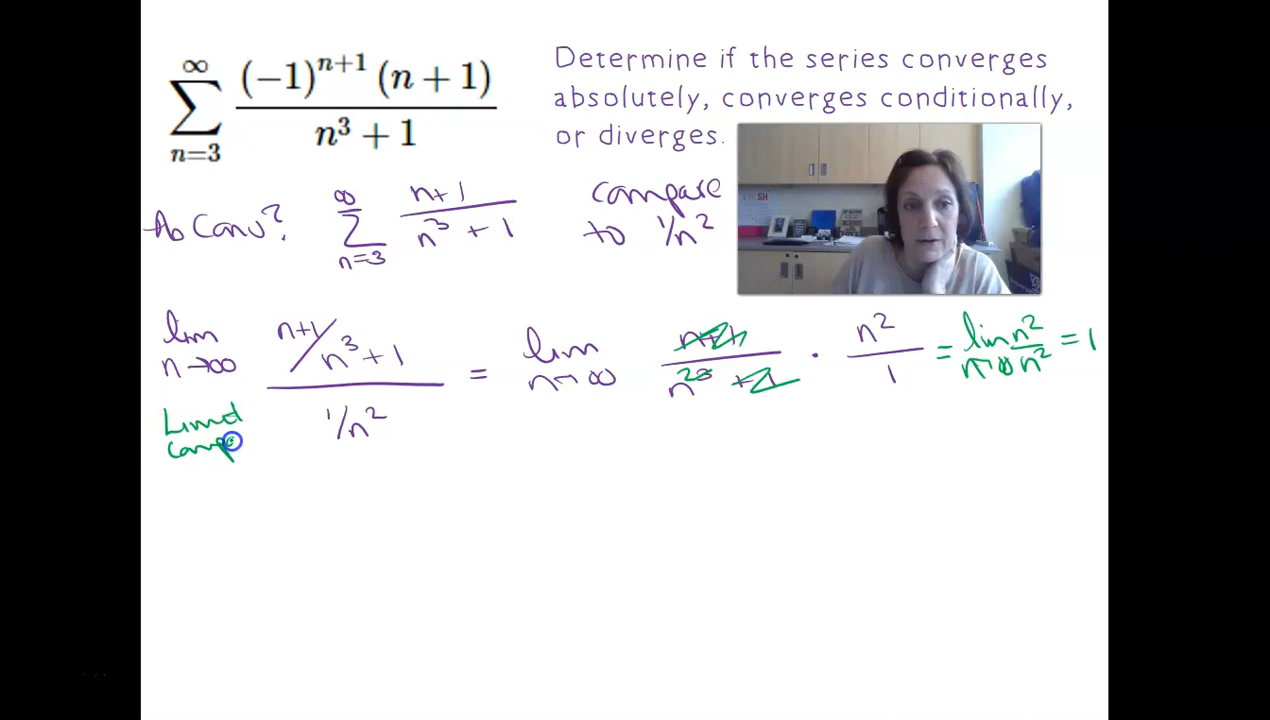 ∞
∑ (−1)^{n+1} (n + 1) / n³ + 1
n=3
Determine if the series converges
absolutely, converges conditionally,
or diverges.
Ab Conv? ∞ ∑ n=3 n+1 / n³ + 1
compare
to 1/n²
lim n→∞ (n+1 / n³+1) / (1/n²) = lim n→∞
· n² / 1 = lim n→∞ n² / n² = 1